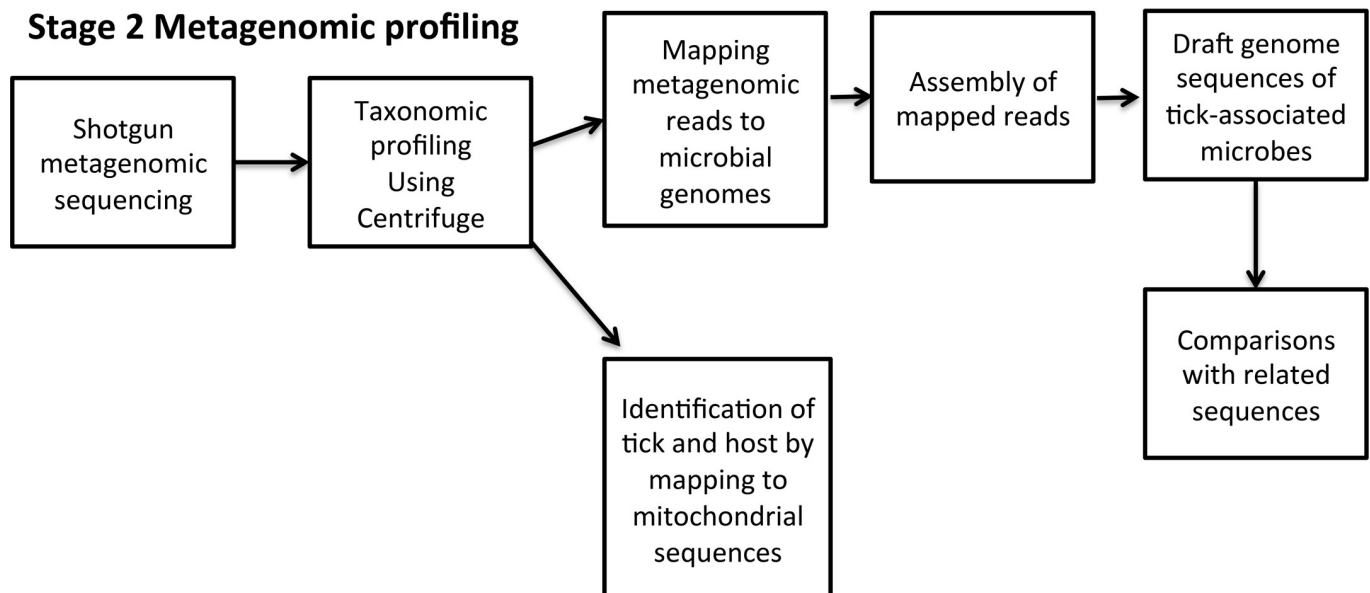 Stage 2 Metagenomic profiling
Shotgun
metagenomic
sequencing
Taxonomic
profiling
Using
Centrifuge
Mapping
metagenomic
reads to
microbial
genomes
Assembly of
mapped reads
Draft genome
sequences of
tick-associated
microbes
Comparisons
with related
sequences
Identification of
tick and host by
mapping to
mitochondrial
sequences